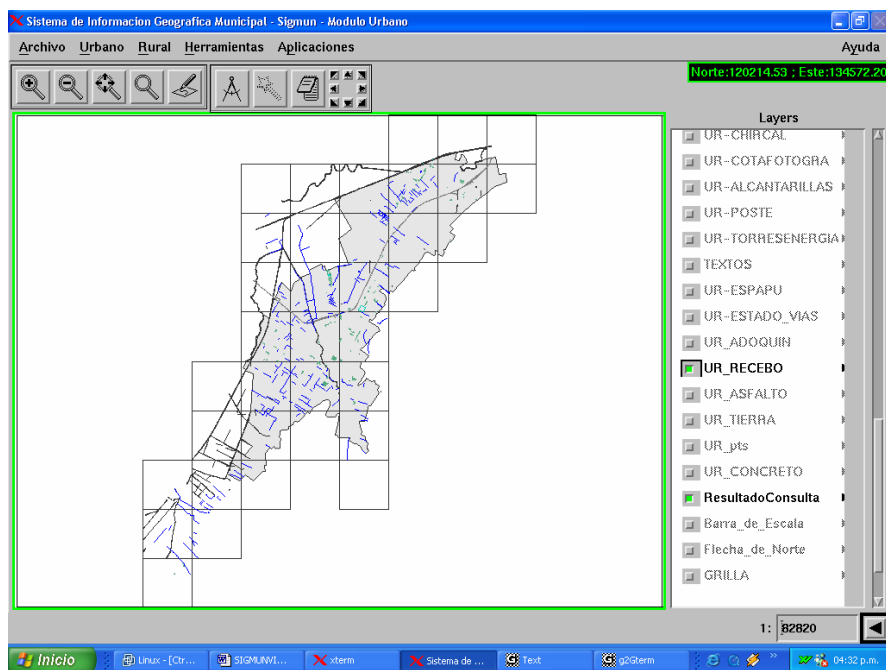 Sistema de Informacion Geografica Municipal - Sigmun - Modulo Urbano
Archivo Urbano Rural Herramientas Aplicaciones Ayuda
Norte:120214.53 ; Este:134572.20
Layers
UR-CHIRCAL
UR-COTAFOTOGRA
UR-ALCANTARILLAS
UR-POSTE
UR-TORRESENERGIA
TEXTOS
UR-ESPAPU
UR-ESTADO_VIAS
UR_ADOQUIN
UR_RECEBO
UR_ASFALTO
UR_TIERRA
UR_pts
UR_CONCRETO
ResultadoConsulta
Barra_de_Escala
Flecha_de_Norte
GRILLA
1: 82820
Inicio Linux - [Ctr... SIGMUNVI... xterm Sistema de ... Text g2Gterm 04:32 p.m.